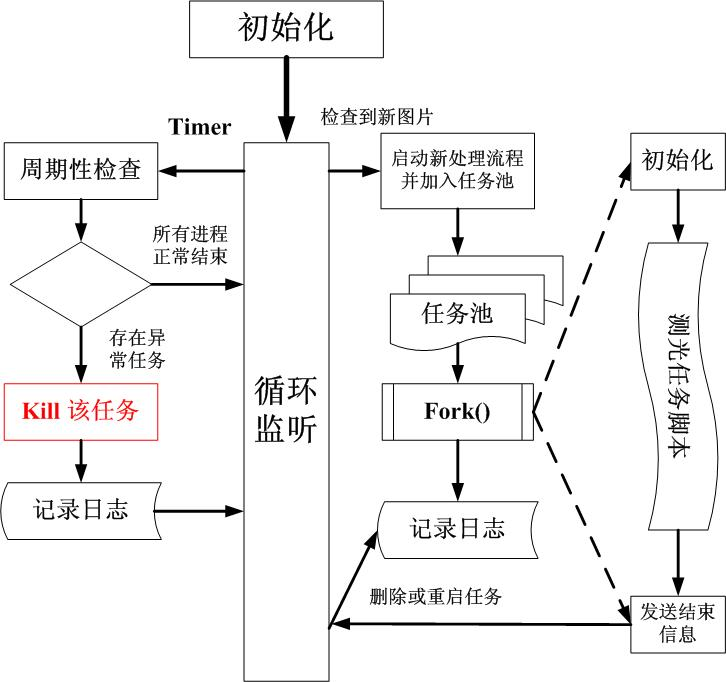 初始化
Timer
检查到新图片
周期性检查
启动新处理流程
并加入任务池
初始化
所有进程
正常结束
任务池
存在异
常任务
Kill 该任务
循环
监听
Fork()
测光任务脚本
记录日志
记录日志
删除或重启任务
发送结束
信息